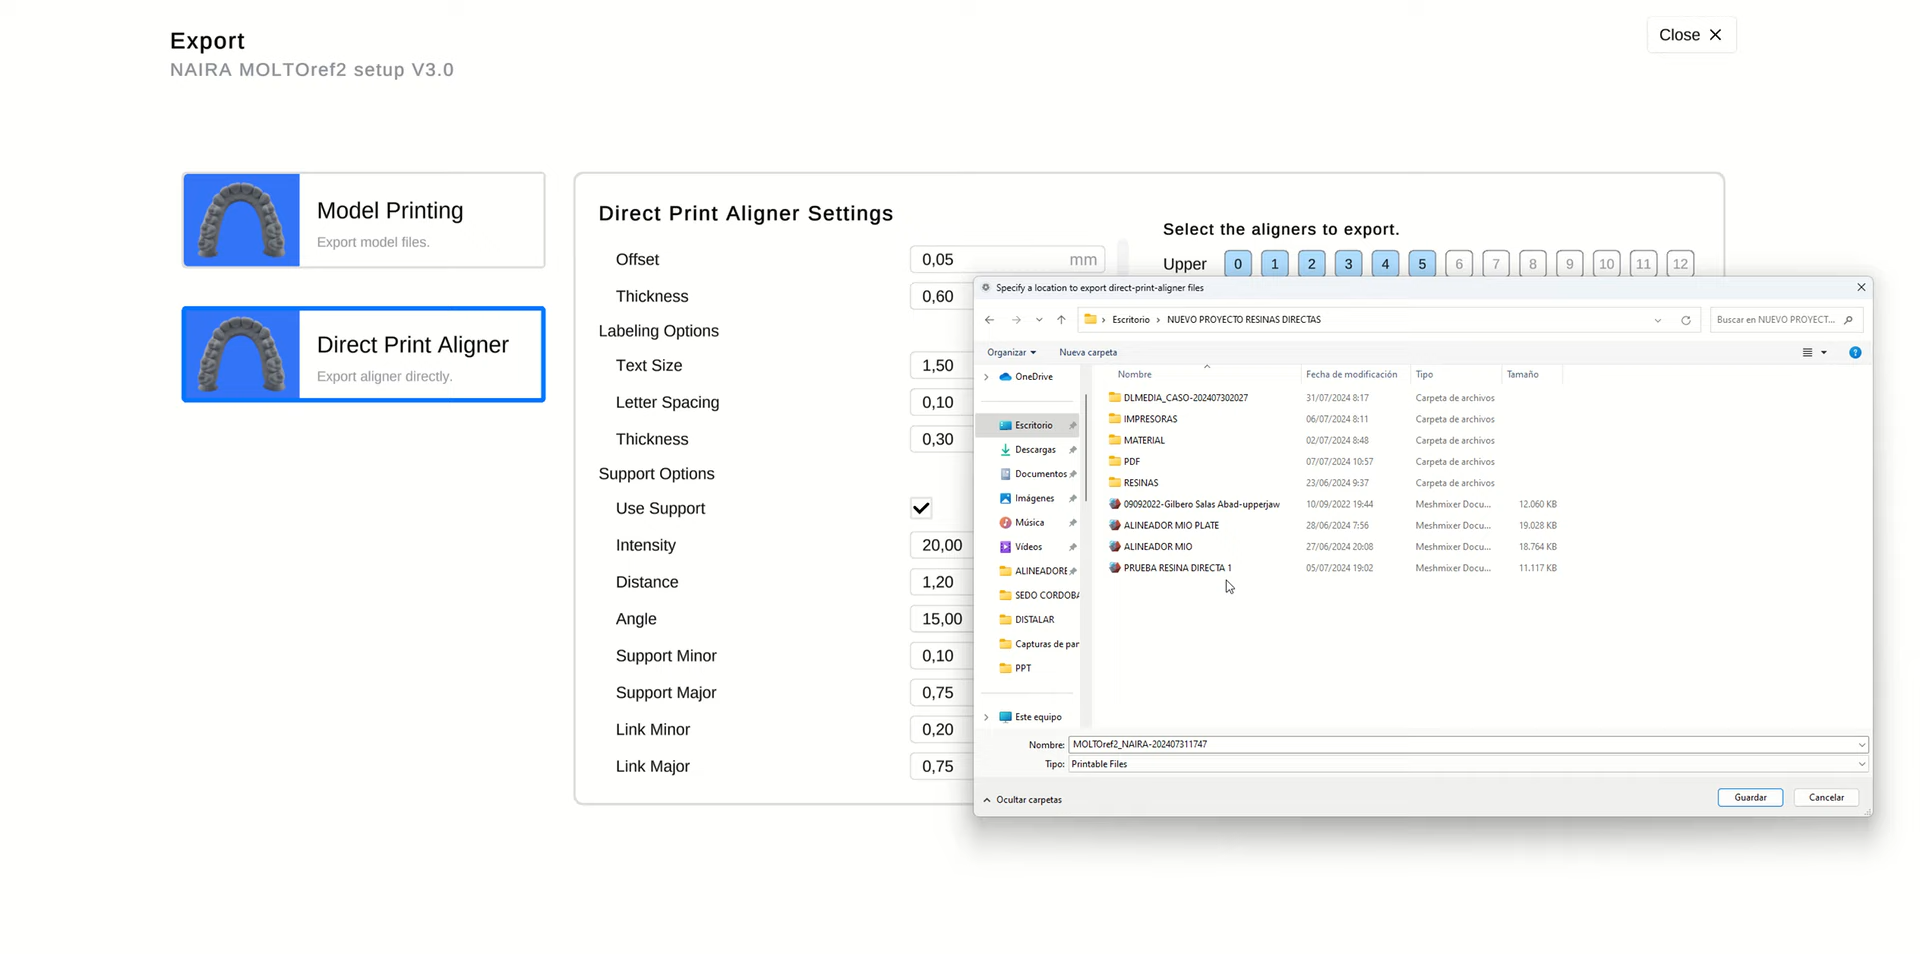 Export
NAIRA MOLTOref2 setup V3.0
Close
Model Printing
Export model files.
Direct Print Aligner
Export aligner directly.
Direct Print Aligner Settings
Offset 0,05 mm
Thickness 0,60
Labeling Options
Text Size 1,50
Letter Spacing 0,10
Thickness 0,30
Support Options
Use Support
Intensity 20,00
Distance 1,20
Angle 15,00
Support Minor 0,10
Support Major 0,75
Link Minor 0,20
Link Major 0,75
Select the aligners to export.
Upper 0 1 2 3 4 5 6 7 8 9 10 11 12
Specify a location to export direct-print-aligner files
Escritorio › NUEVO PROYECTO RESINAS DIRECTAS
Buscar en NUEVO PROYECT...
Organizar
Nueva carpeta
OneDrive
Escritorio
Descargas
Documentos
Imágenes
Música
Vídeos
ALINEADORE
SEDO CORDOBA
DISTALAR
Capturas de par
PPT
Este equipo
Nombre Fecha de modificación Tipo Tamaño
DLMEDIA_CASO-202407302027 31/07/2024 8:17 Carpeta de archivos
IMPRESORAS 06/07/2024 8:11 Carpeta de archivos
MATERIAL 02/07/2024 8:48 Carpeta de archivos
PDF 07/07/2024 10:57 Carpeta de archivos
RESINAS 23/06/2024 9:37 Carpeta de archivos
09092022-Gilbero Salas Abad-upperjaw 10/09/2022 19:44 Meshmixer Docu... 12.060 KB
ALINEADOR MIO PLATE 28/06/2024 7:56 Meshmixer Docu... 19.028 KB
ALINEADOR MIO 27/06/2024 20:08 Meshmixer Docu... 18.764 KB
PRUEBA RESINA DIRECTA 1 05/07/2024 19:02 Meshmixer Docu... 11.117 KB
Nombre: MOLTOref2_NAIRA-202407311747
Tipo: Printable Files
Ocultar carpetas
Guardar
Cancelar